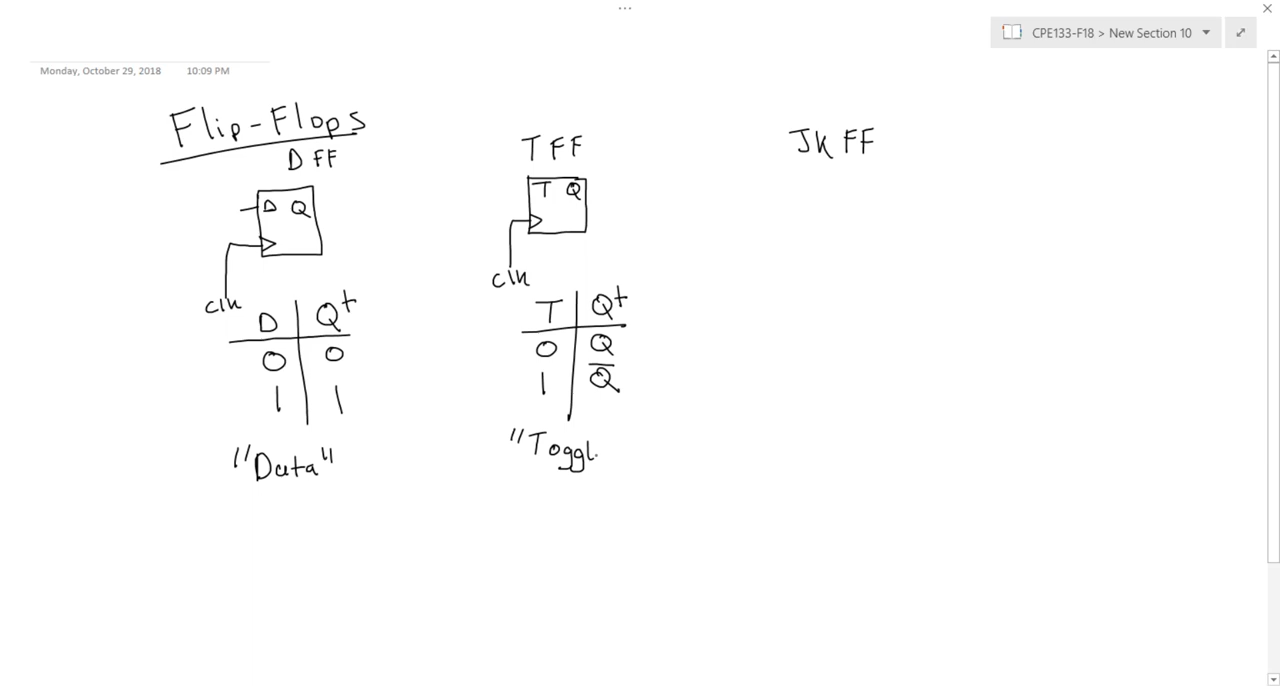 ...
CPE133-F18 > New Section 10
Monday, October 29, 2018 10:09 PM
Flip-Flops
D FF
D Q
clk
D Q+
0 0
1 1
"Data"
T FF
T Q
clk
T Q+
0 Q
1 Q̅
"Toggl.
JK FF